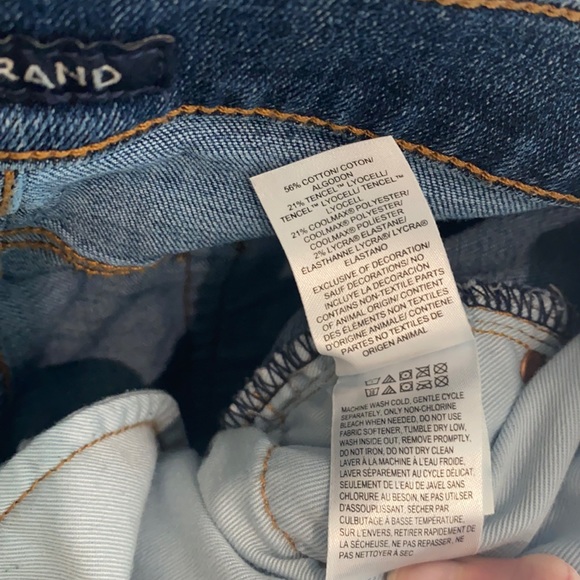 RAND
56% COTTON/ COTON/
ALGODON
21% TENCEL™ LYOCELL/
TENCEL™ LYOCELL/ TENCEL™
LYOCELL
21% COOLMAX® POLYESTER/
COOLMAX® POLYESTER/
COOLMAX® POLIESTER
2% LYCRA® ELASTANE/
ÉLASTHANNE LYCRA®/ LYCRA®
ELASTANO
EXCLUSIVE OF DECORATION/
SAUF DÉCORATIONS/ NO
INCLUYE LA DECORACIÓN
CONTAINS NON-TEXTILE PARTS
OF ANIMAL ORIGIN/ CONTIENT
DES ÉLÉMENTS NON TEXTILES
D'ORIGINE ANIMALE/ CONTIENE
PARTES NO TEXTILES DE
ORIGEN ANIMAL
MACHINE WASH COLD, GENTLE CYCLE
SEPARATELY, ONLY NON-CHLORINE
BLEACH WHEN NEEDED, DO NOT USE
FABRIC SOFTENER, TUMBLE DRY LOW,
WASH INSIDE OUT, REMOVE PROMPTLY,
DO NOT IRON, DO NOT DRY CLEAN
LAVER À LA MACHINE À L'EAU FROIDE,
LAVER SÉPARÉMENT AU CYCLE DÉLICAT,
SEULEMENT DE L'EAU DE JAVEL SANS
CHLORURE AU BESOIN, NE PAS UTILISER
D'ASSOUPLISSANT, SÉCHER PAR
CULBUTAGE À BASSE TEMPÉRATURE,
SUR L'ENVERS, RETIRER RAPIDEMENT DE
LA SÉCHEUSE, NE PAS REPASSER, NE
PAS NETTOYER À SEC